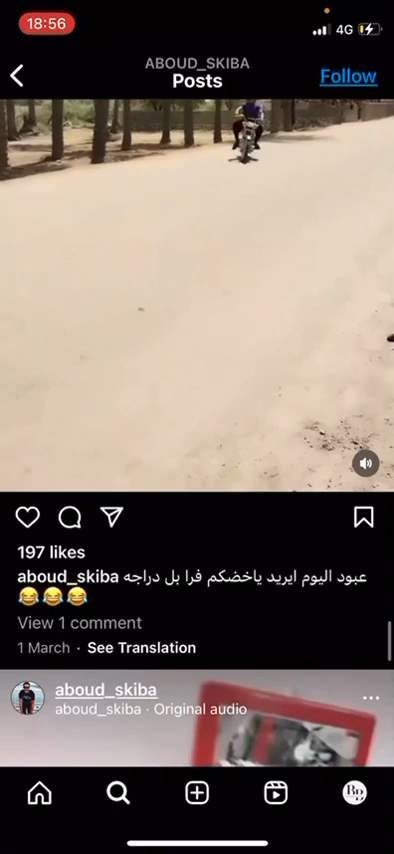 18:56
4G
ABOUD_SKIBA
Posts
Follow
197 likes
aboud_skiba عبود اليوم ايريد ياخضكم فرا بل دراجه
😂😂😂
View 1 comment
1 March · See Translation
aboud_skiba
aboud_skiba · Original audio